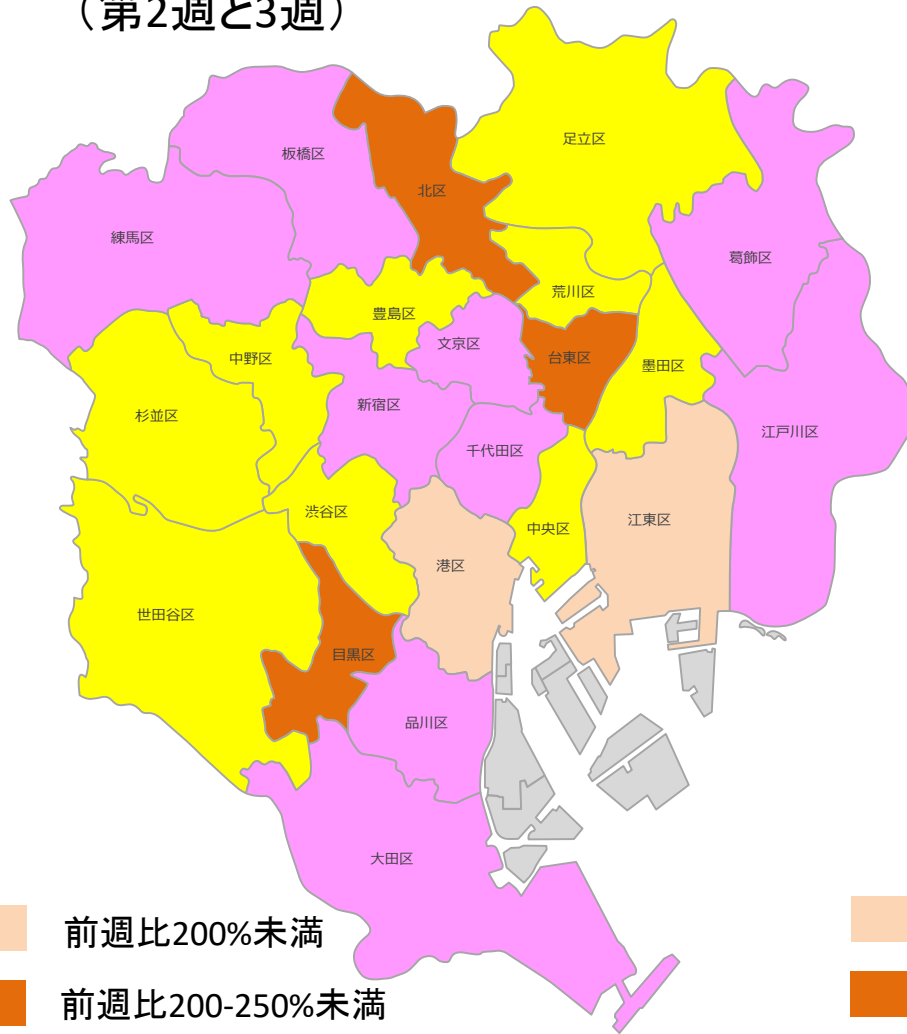 （第2週と3週）
足立区
板橋区
北区
練馬区
葛飾区
荒川区
豊島区
文京区
台東区
中野区
墨田区
新宿区
杉並区
江戸川区
千代田区
渋谷区
江東区
中央区
港区
世田谷区
目黒区
品川区
大田区
前週比200%未満
前週比200-250%未満